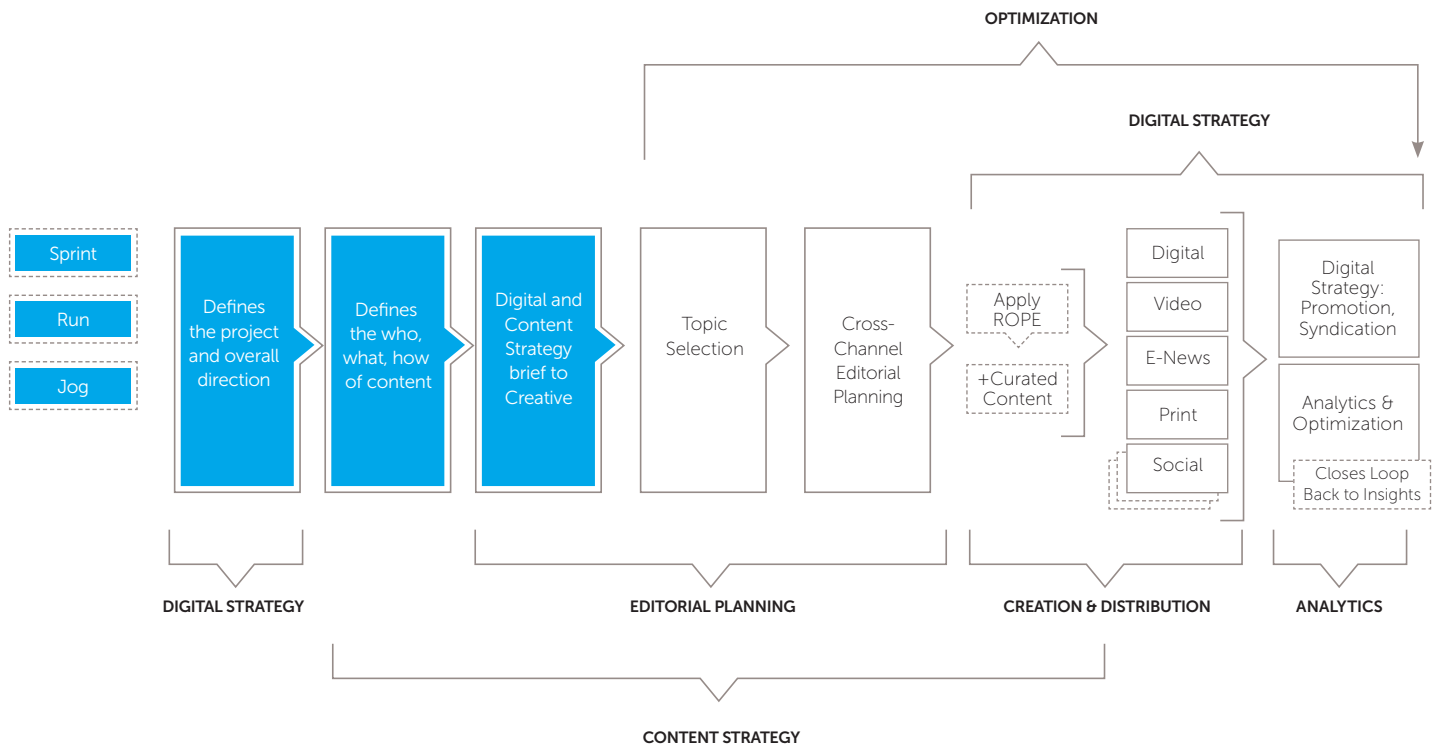 OPTIMIZATION
DIGITAL STRATEGY
Sprint
Run
Jog
Defines
the project
and overall
direction
Defines
the who,
what, how
of content
Digital and
Content
Strategy
brief to
Creative
Topic
Selection
Cross-
Channel
Editorial
Planning
Apply
ROPE
+Curated
Content
Digital
Video
E-News
Print
Social
Digital
Strategy:
Promotion,
Syndication
Analytics &
Optimization
Closes Loop
Back to Insights
DIGITAL STRATEGY
EDITORIAL PLANNING
CREATION & DISTRIBUTION
ANALYTICS
CONTENT STRATEGY